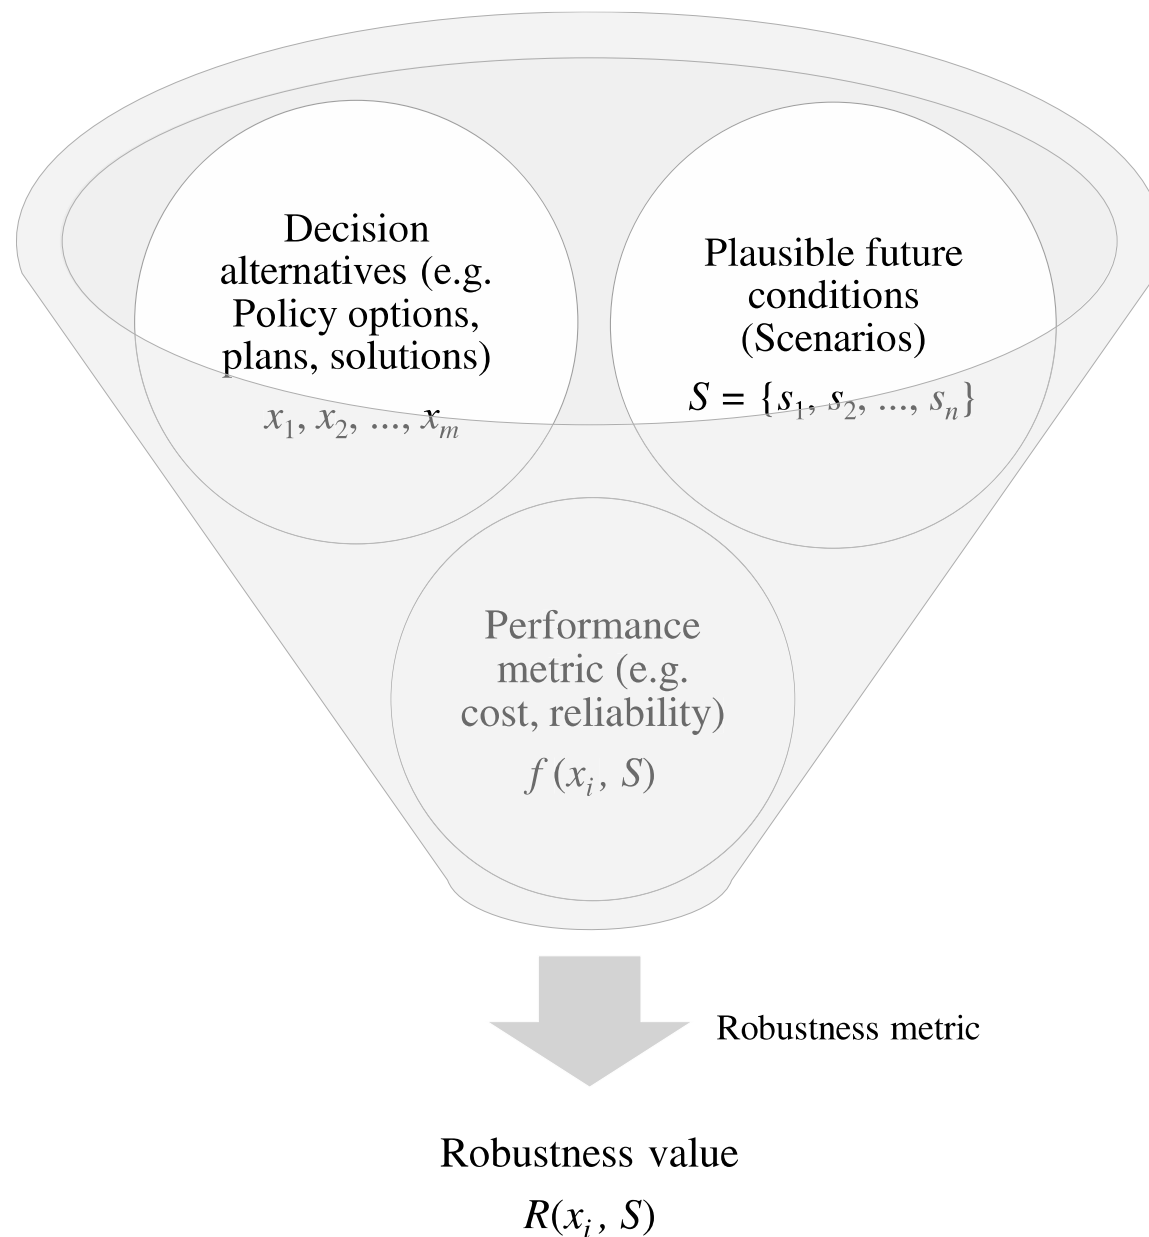 Decision
alternatives (e.g.
Policy options,
plans, solutions)
x₁, x₂, ..., xₘ
Plausible future
conditions
(Scenarios)
S = {s₁, s₂, ..., sₙ}
Performance
metric (e.g.
cost, reliability)
f (xᵢ, S)
Robustness metric
Robustness value
R(xᵢ, S)